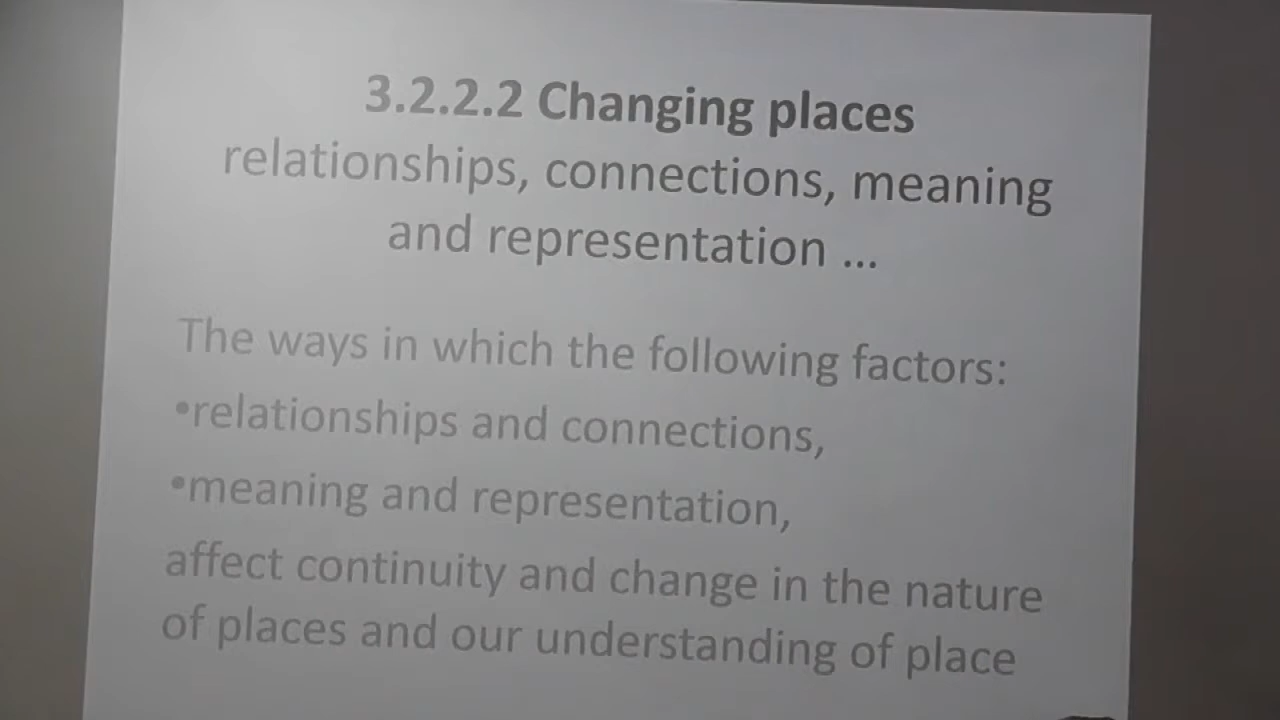 3.2.2.2 Changing places
relationships, connections, meaning
and representation ...
The ways in which the following factors:
•relationships and connections,
•meaning and representation,
affect continuity and change in the nature
of places and our understanding of place